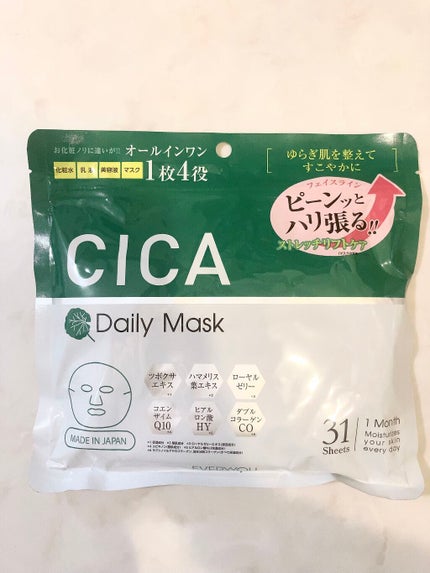 お化粧ノリに違いが!!
オールインワン
化粧水 乳液 美容液 マスク
1枚4役
ゆらぎ肌を整えて
すこやかに
フェイスライン
ピーンッと
ハリ張る!!
ストレッチリフトケア
CICA
Daily Mask
ツボクサ
エキス
ハマメリス
葉エキス
ローヤル
ゼリー
コエン
ザイム
Q10
ヒアル
ロン酸
HY
ダブル
コラーゲン
CO
MADE IN JAPAN
31
Sheets
1 Month
Moisturizes
your skin
every day
EVERYYOU